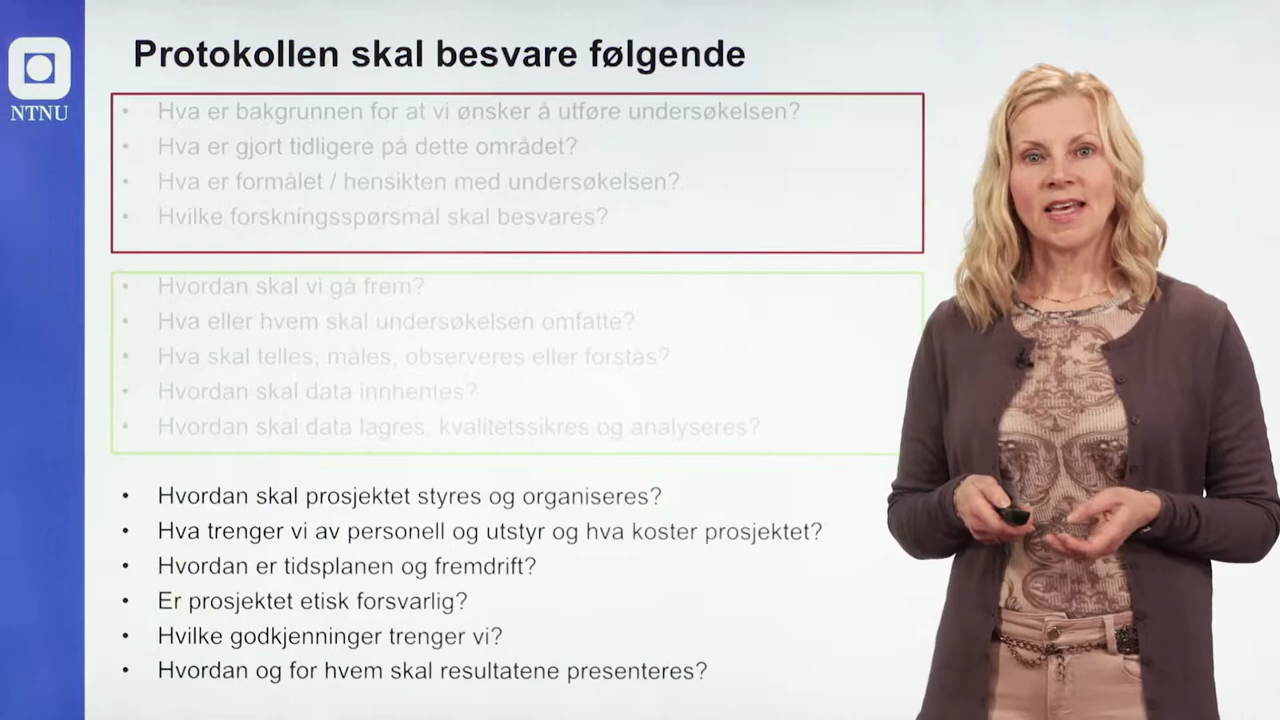 Protokollen skal besvare følgende
NTNU
• Hva er bakgrunnen for at vi ønsker å utføre undersøkelsen?
• Hva er gjort tidligere på dette området?
• Hva er formålet / hensikten med undersøkelsen?
• Hvilke forskningsspørsmål skal besvares?
• Hvordan skal vi gå frem?
• Hva eller hvem skal undersøkelsen omfatte?
• Hva skal telles, måles, observeres eller forstås?
• Hvordan skal data innhentes?
• Hvordan skal data lagres, kvalitetssikres og analyseres?
• Hvordan skal prosjektet styres og organiseres?
• Hva trenger vi av personell og utstyr og hva koster prosjektet?
• Hvordan er tidsplanen og fremdrift?
• Er prosjektet etisk forsvarlig?
• Hvilke godkjenninger trenger vi?
• Hvordan og for hvem skal resultatene presenteres?